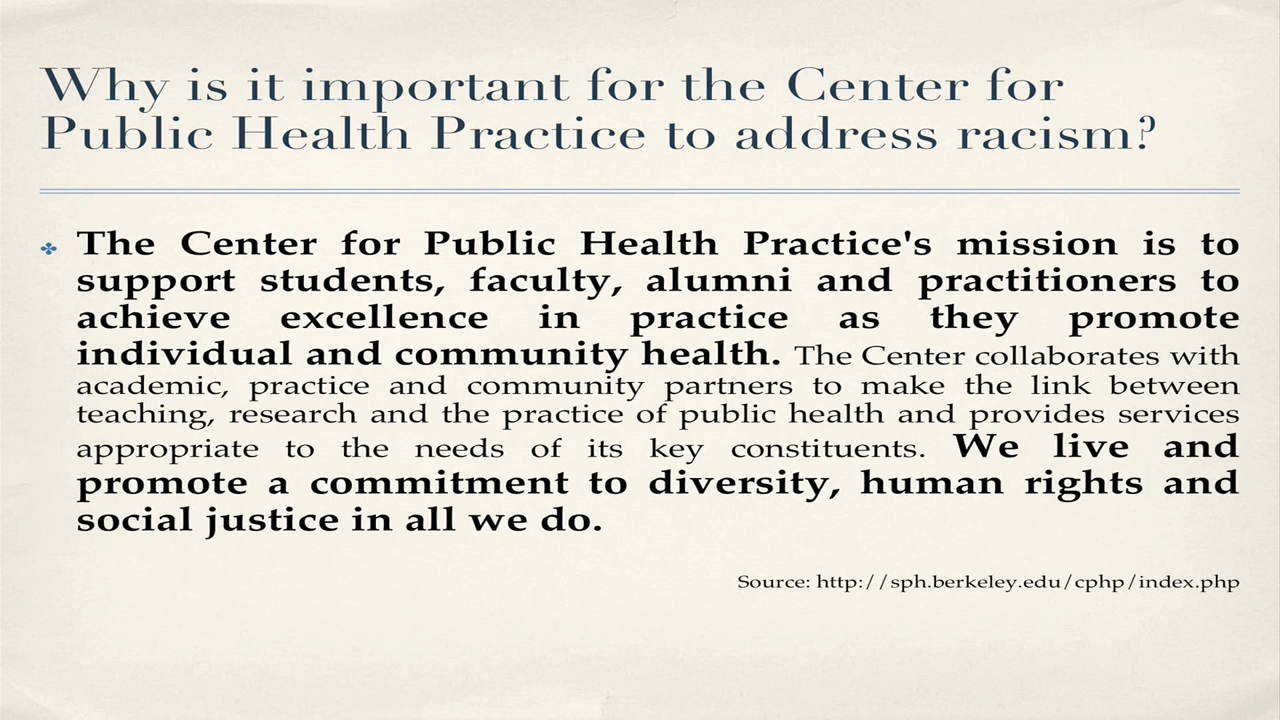 Why is it important for the Center for
Public Health Practice to address racism?
The Center for Public Health Practice's mission is to
support students, faculty, alumni and practitioners to
achieve excellence in practice as they promote
individual and community health. The Center collaborates with
academic, practice and community partners to make the link between
teaching, research and the practice of public health and provides services
appropriate to the needs of its key constituents. We live and
promote a commitment to diversity, human rights and
social justice in all we do.
Source: http://sph.berkeley.edu/cphp/index.php